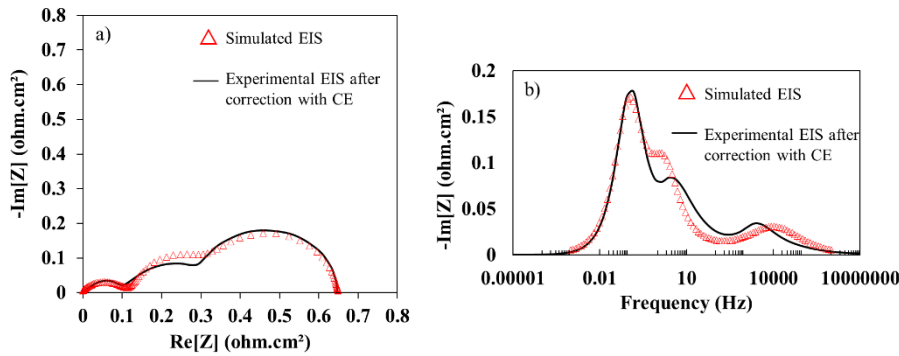 a)
0.8
0.7
0.6
0.5
0.4
0.3
0.2
0.1
0
-Im[Z] (ohm.cm²)
Simulated EIS
Experimental EIS after
correction with CE
0 0.1 0.2 0.3 0.4 0.5 0.6 0.7 0.8
Re[Z] (ohm.cm²)
b)
0.2
0.15
0.1
0.05
0
-Im[Z] (ohm.cm²)
Simulated EIS
Experimental EIS after
correction with CE
0.00001 0.01 10 10000 10000000
Frequency (Hz)